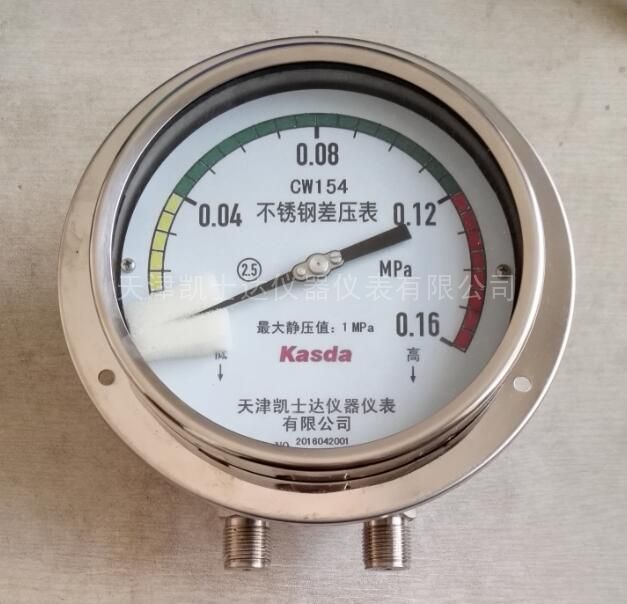 0.08
CW154
0.04
不锈钢差压表
0.12
2.5
MPa
天津凯士达仪器仪表有限公司
最大静压值：1 MPa
0.16
Kasda
低
高
天津凯士达仪器仪表
有限公司
NO 2016042001